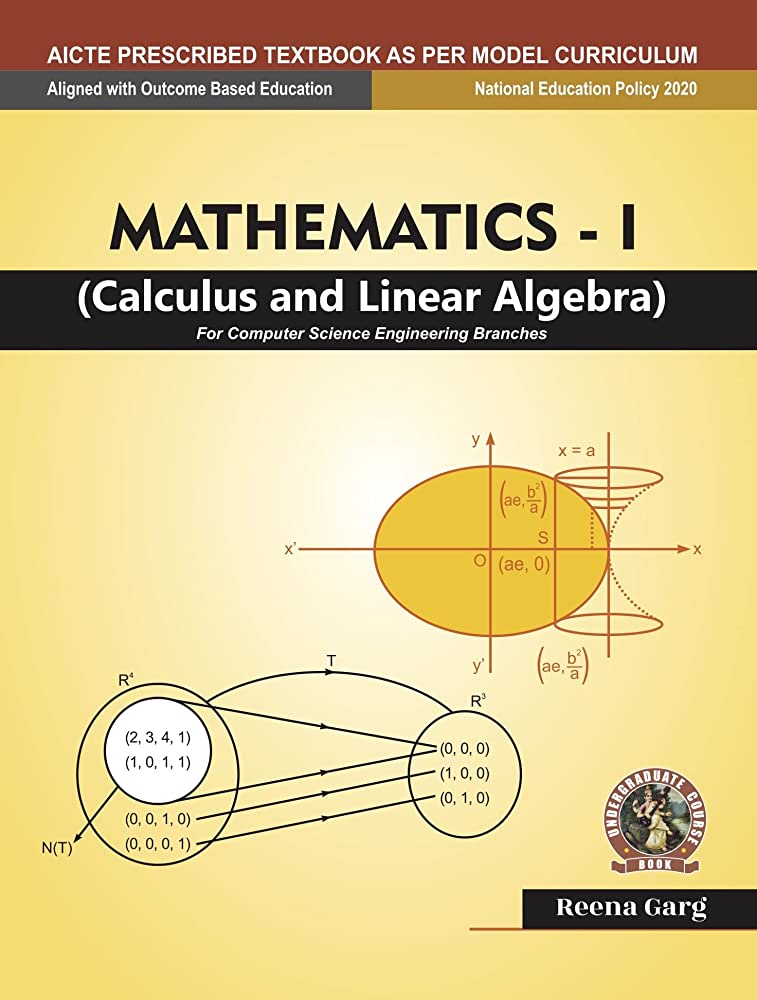 AICTE PRESCRIBED TEXTBOOK AS PER MODEL CURRICULUM
Aligned with Outcome Based Education
National Education Policy 2020
MATHEMATICS - I
(Calculus and Linear Algebra)
For Computer Science Engineering Branches
y
x = a
(ae, b²/a)
S
x'
x
O
(ae, 0)
y'
(ae, b²/a)
T
R⁴
R³
(2, 3, 4, 1)
(1, 0, 1, 1)
(0, 0, 0)
(1, 0, 0)
(0, 1, 0)
(0, 0, 1, 0)
(0, 0, 0, 1)
N(T)
UNDERGRADUATE COURSE
BOOK
Reena Garg